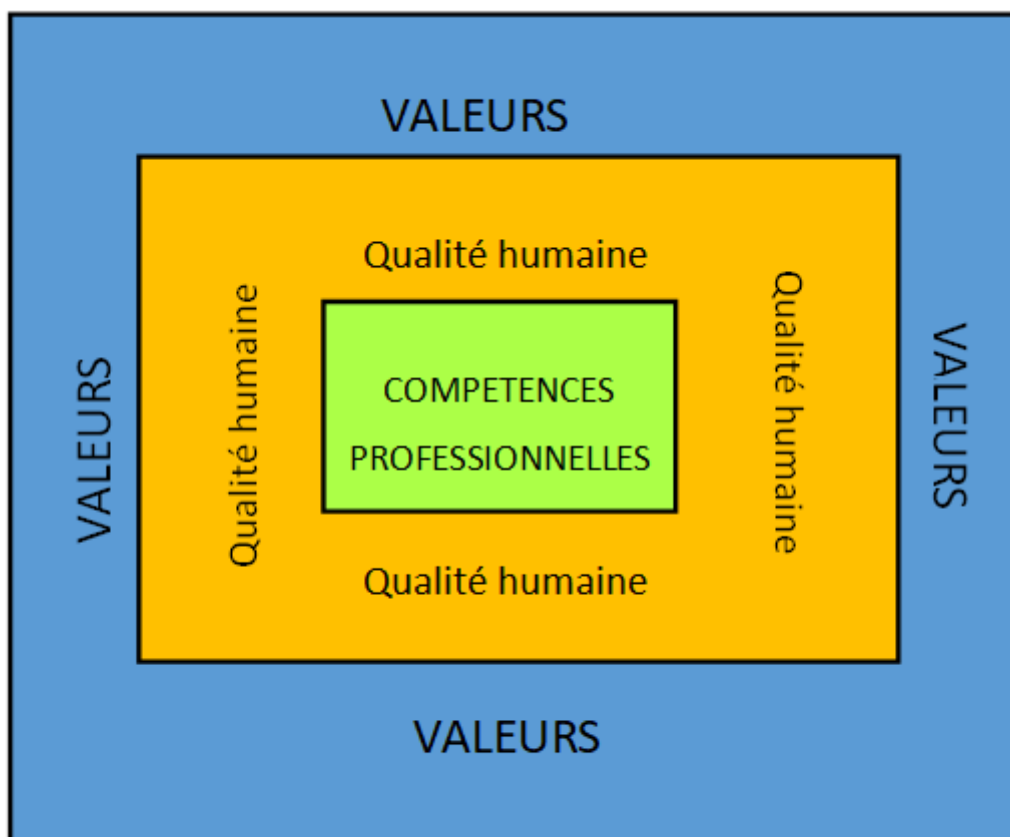 VALEURS
Qualité humaine
VALEURS
Qualité humaine
COMPETENCES
PROFESSIONNELLES
Qualité humaine
VALEURS
Qualité humaine
VALEURS